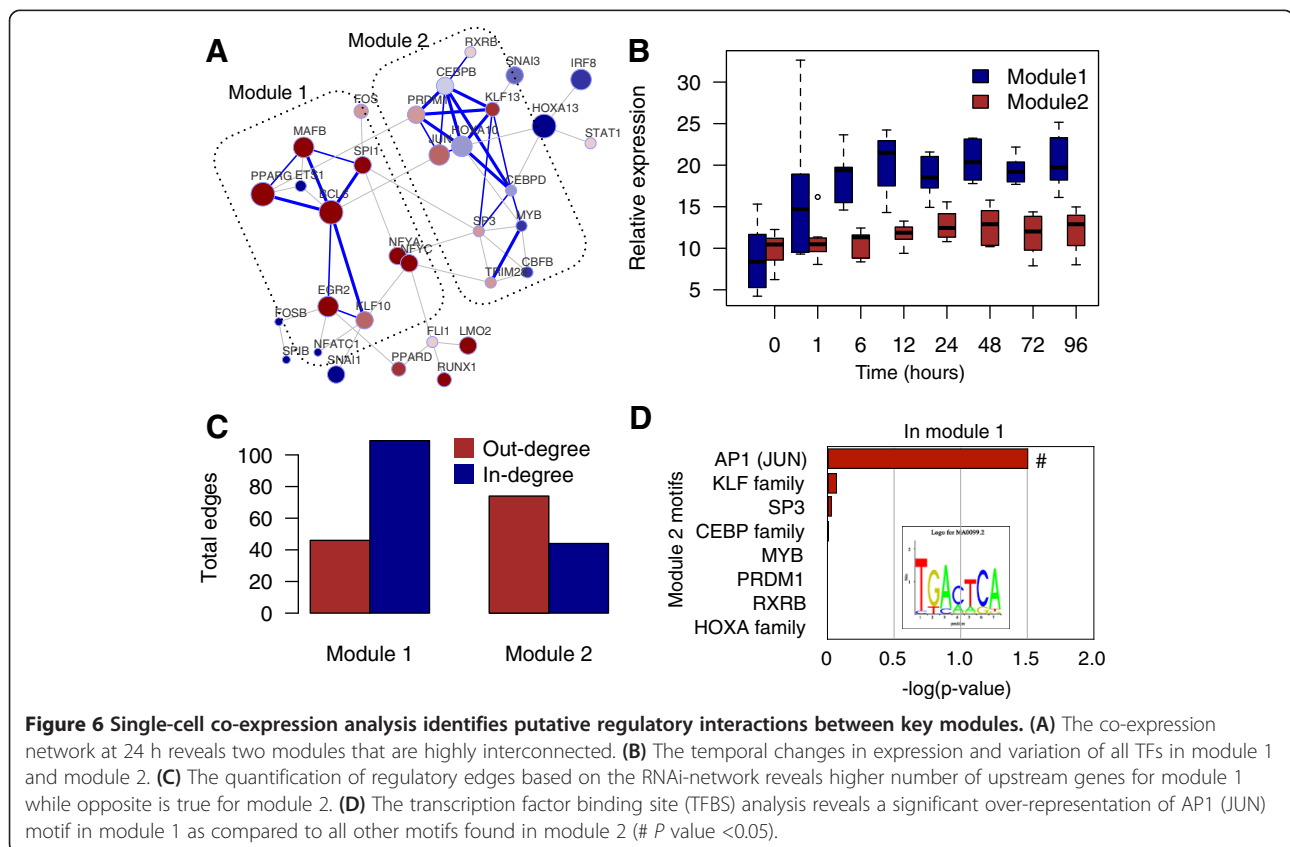 A
Module 2
RXRB
CEBPB
SNAI3
IRF8
Module 1
PRDM1
KLF13
FOS
HOXA13
MAFB
JUN
HOXA10
STAT1
SPI1
PPARG
ETS1
CEBPD
BCL6
SP3
MYB
NFYA
NFYC
TRIM28
CBFB
EGR2
KLF10
FOSB
FLI1
LMO2
NFATC1
SPIB
SNAI1
PPARD
RUNX1
B
Relative expression
30
25
20
15
10
5
Module1
Module2
0 1 6 12 24 48 72 96
Time (hours)
C
Total edges
100
80
60
40
20
0
Out-degree
In-degree
Module 1 Module 2
D
In module 1
Module 2 motifs
AP1 (JUN)
#
KLF family
SP3
CEBP family
MYB
PRDM1
RXRB
HOXA family
Logo for MA0099.2
TGACTCA
0 0.5 1.0 1.5 2.0
-log(p-value)
Figure 6 Single-cell co-expression analysis identifies putative regulatory interactions between key modules. (A) The co-expression
network at 24 h reveals two modules that are highly interconnected. (B) The temporal changes in expression and variation of all TFs in module 1
and module 2. (C) The quantification of regulatory edges based on the RNAi-network reveals higher number of upstream genes for module 1
while opposite is true for module 2. (D) The transcription factor binding site (TFBS) analysis reveals a significant over-representation of AP1 (JUN)
motif in module 1 as compared to all other motifs found in module 2 (# P value <0.05).